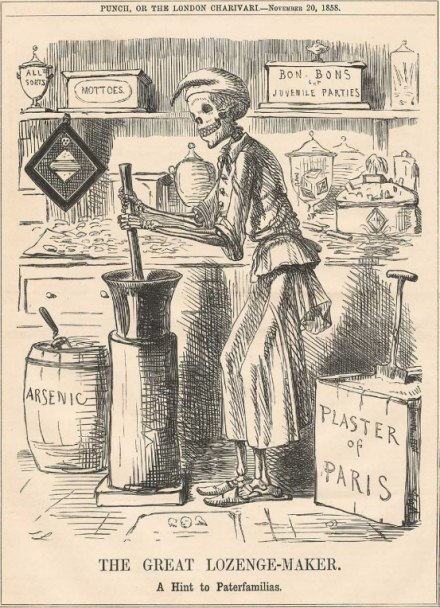 PUNCH, OR THE LONDON CHARIVARI.—NOVEMBER 20, 1858.
ALL
SORTS
MOTTOES.
BON-BONS
for
JUVENILE PARTIES
ARSENIC
PLASTER
of
PARIS
THE GREAT LOZENGE-MAKER.
A Hint to Paterfamilias.